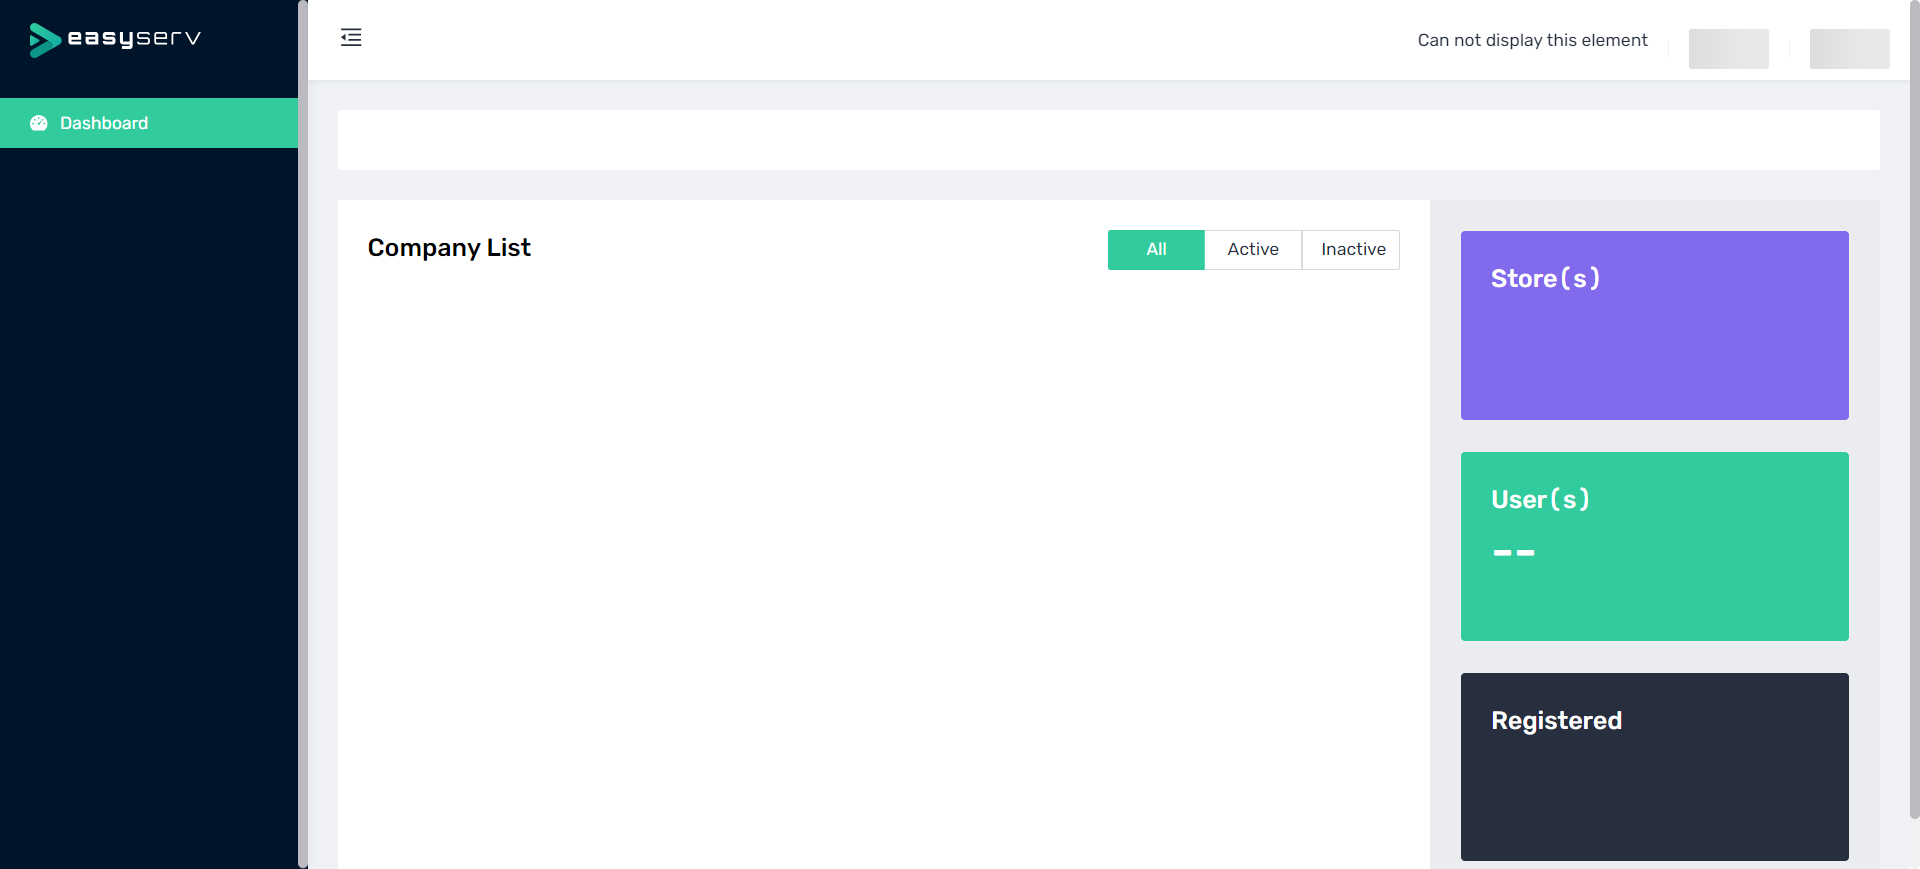 easyserv
Can not display this element
Dashboard
Company List
All
Active
Inactive
Store(s)
User(s)
--
Registered